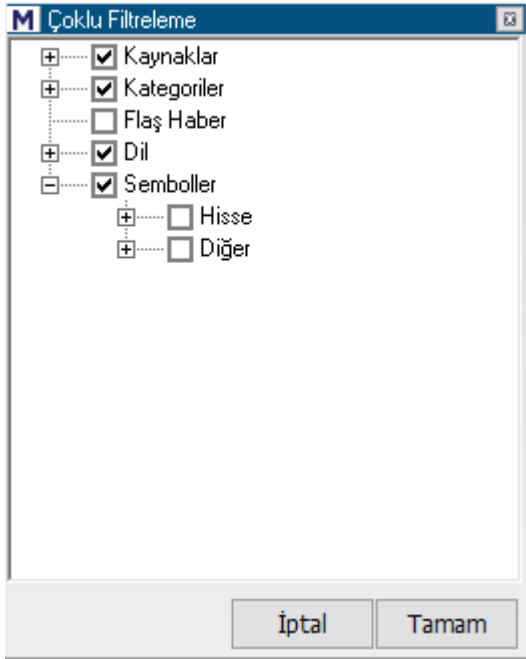 M Çoklu Filtreleme
Kaynaklar
Kategoriler
Flaş Haber
Dil
Semboller
Hisse
Diğer
İptal Tamam